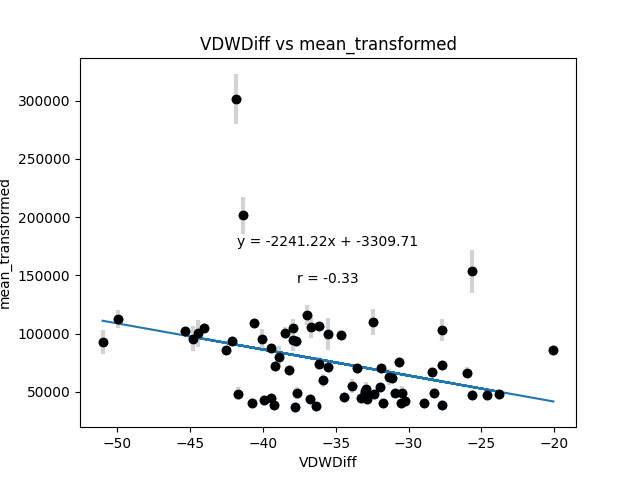 VDWDiff vs mean_transformed
mean_transformed
300000
250000
200000
150000
100000
50000
y = -2241.22x + -3309.71
r = -0.33
−50
−45
−40
−35
−30
−25
−20
VDWDiff